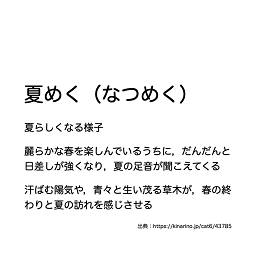 夏めく（なつめく）
夏らしくなる様子
麗らかな春を楽しんでいるうちに，だんだんと
日差しが強くなり，夏の足音が聞こえてくる
汗ばむ陽気や，青々と生い茂る草木が，春の終
わりと夏の訪れを感じさせる
出典：https://kinarino.jp/cat6/43785